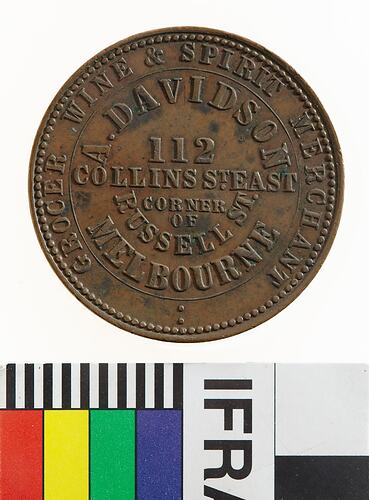 GROCER WINE & SPIRIT MERCHANT
A. DAVIDSON
112
COLLINS ST. EAST
CORNER
OF
RUSSELL ST.
MELBOURNE
IFRA